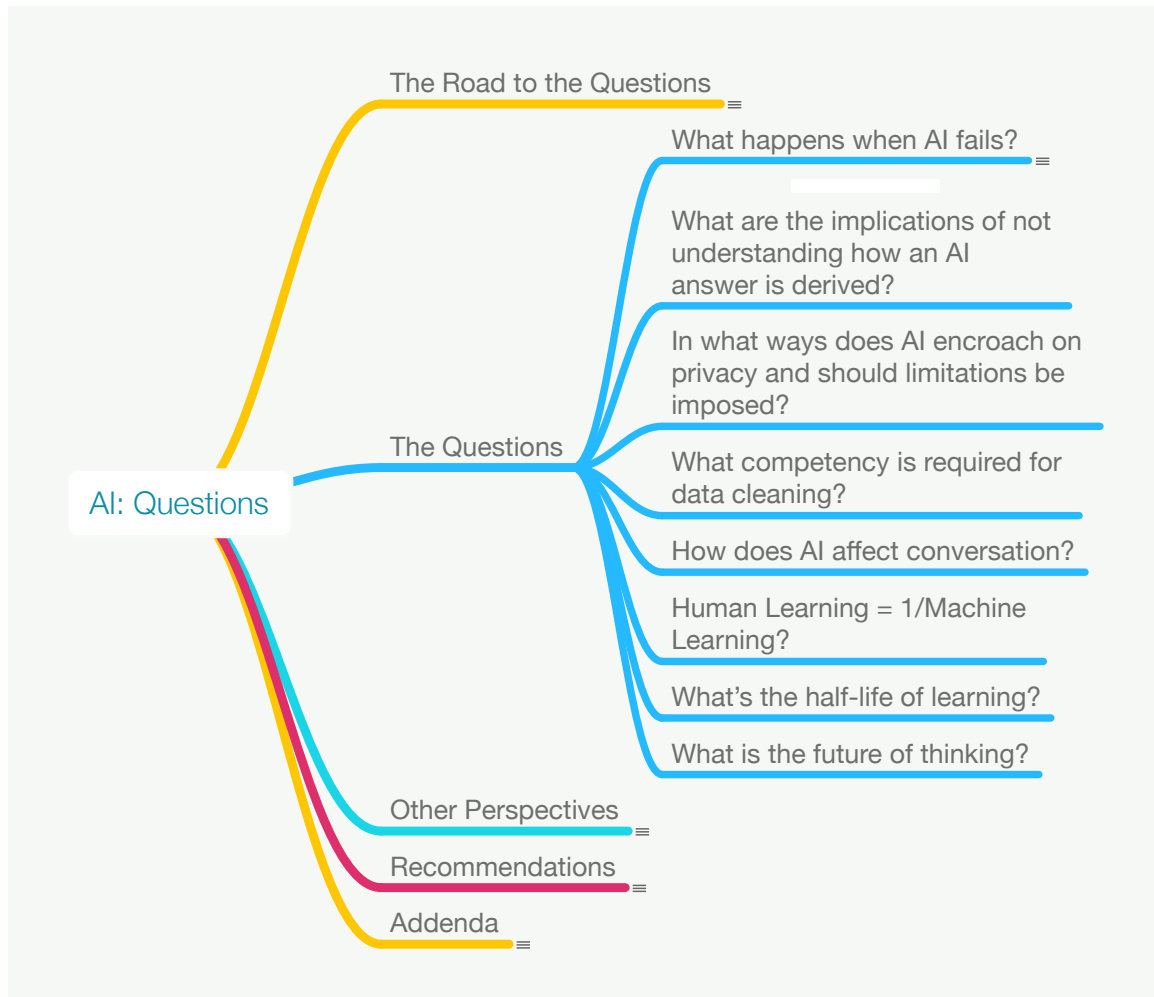 The Road to the Questions
What happens when AI fails?
What are the implications of not
understanding how an AI
answer is derived?
In what ways does AI encroach on
privacy and should limitations be
imposed?
The Questions
What competency is required for
data cleaning?
AI: Questions
How does AI affect conversation?
Human Learning = 1/Machine
Learning?
What’s the half-life of learning?
What is the future of thinking?
Other Perspectives
Recommendations
Addenda